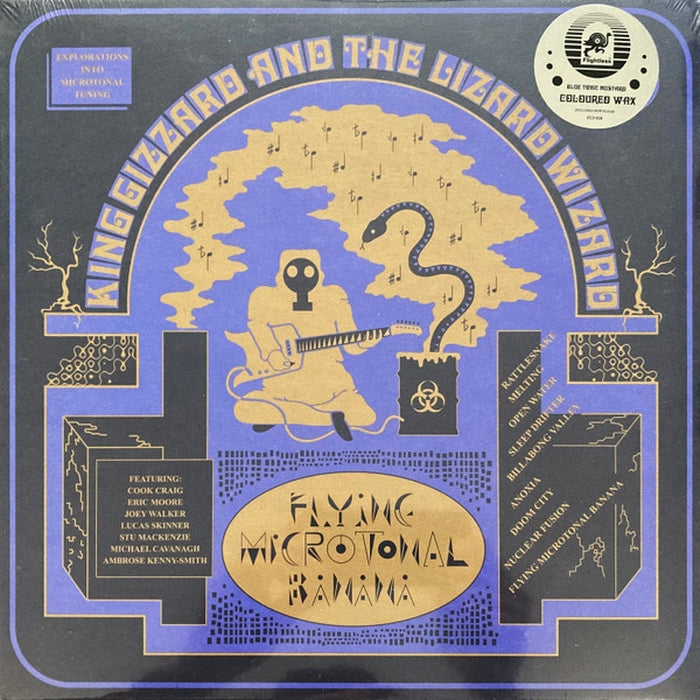 EXPLORATIONS
INTO
MICROTONAL
TUNING
KING GIZZARD AND THE LIZARD WIZARD
Flightless
BLUE TOXIC MUSTARD
COLOURED WAX
RATTLESNAKE
MELTING
OPEN WATER
SLEEP DRIFTER
BILLABONG VALLEY
ANOXIA
DOOM CITY
NUCLEAR FUSION
FLYING MICROTONAL BANANA
FEATURING:
COOK CRAIG
ERIC MOORE
JOEY WALKER
LUCAS SKINNER
STU MACKENZIE
MICHAEL CAVANAGH
AMBROSE KENNY-SMITH
FLYING
MICROTONAL
BANANA